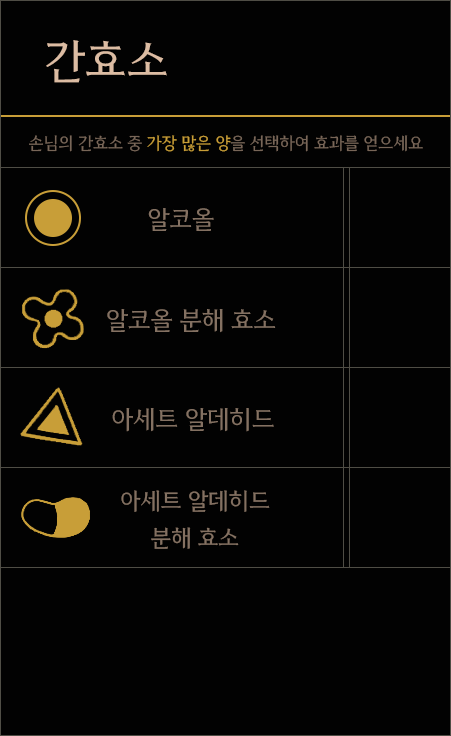 간효소
손님의 간효소 중 가장 많은 양을 선택하여 효과를 얻으세요
알코올
알코올 분해 효소
아세트 알데히드
아세트 알데히드
분해 효소